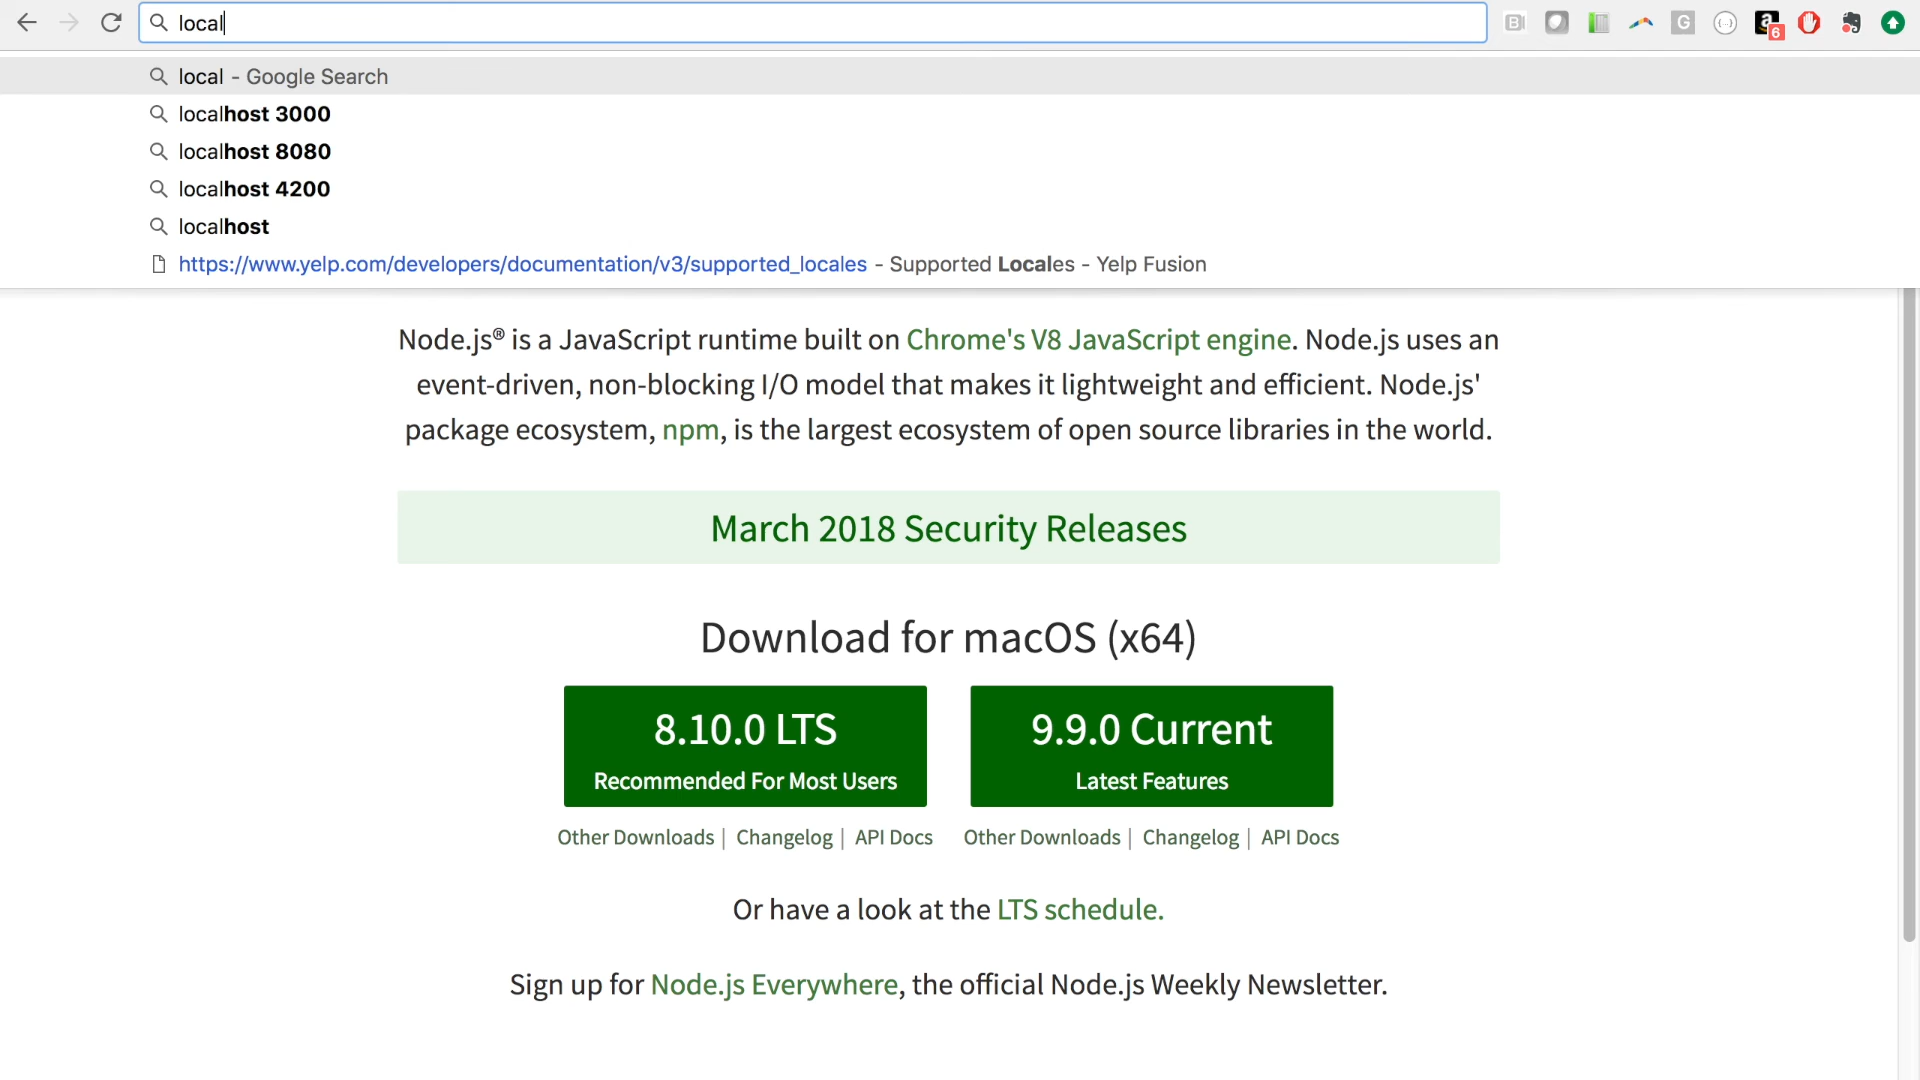 local
local - Google Search
localhost 3000
localhost 8080
localhost 4200
localhost
https://www.yelp.com/developers/documentation/v3/supported_locales - Supported Locales - Yelp Fusion
Node.js® is a JavaScript runtime built on Chrome's V8 JavaScript engine. Node.js uses an
event-driven, non-blocking I/O model that makes it lightweight and efficient. Node.js'
package ecosystem, npm, is the largest ecosystem of open source libraries in the world.
March 2018 Security Releases
Download for macOS (x64)
8.10.0 LTS
Recommended For Most Users
9.9.0 Current
Latest Features
Other Downloads | Changelog | API Docs
Other Downloads | Changelog | API Docs
Or have a look at the LTS schedule.
Sign up for Node.js Everywhere, the official Node.js Weekly Newsletter.
B!
G
a
6